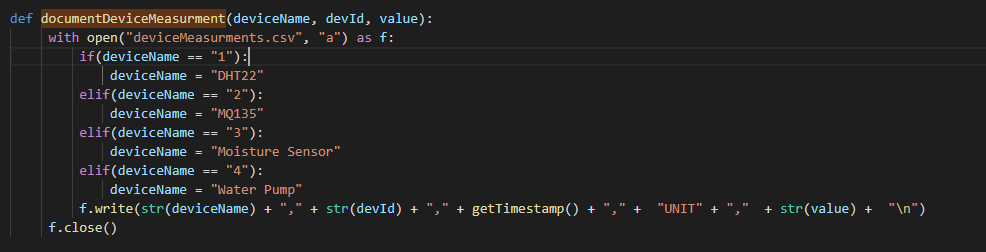 def documentDeviceMeasurment(deviceName, devId, value):
    with open("deviceMeasurments.csv", "a") as f:
        if(deviceName == "1"):
            deviceName = "DHT22"
        elif(deviceName == "2"):
            deviceName = "MQ135"
        elif(deviceName == "3"):
            deviceName = "Moisture Sensor"
        elif(deviceName == "4"):
            deviceName = "Water Pump"
        f.write(str(deviceName) + "," + str(devId) + "," + getTimestamp() + "," +  "UNIT" + ","  + str(value) +  "\n")
    f.close()